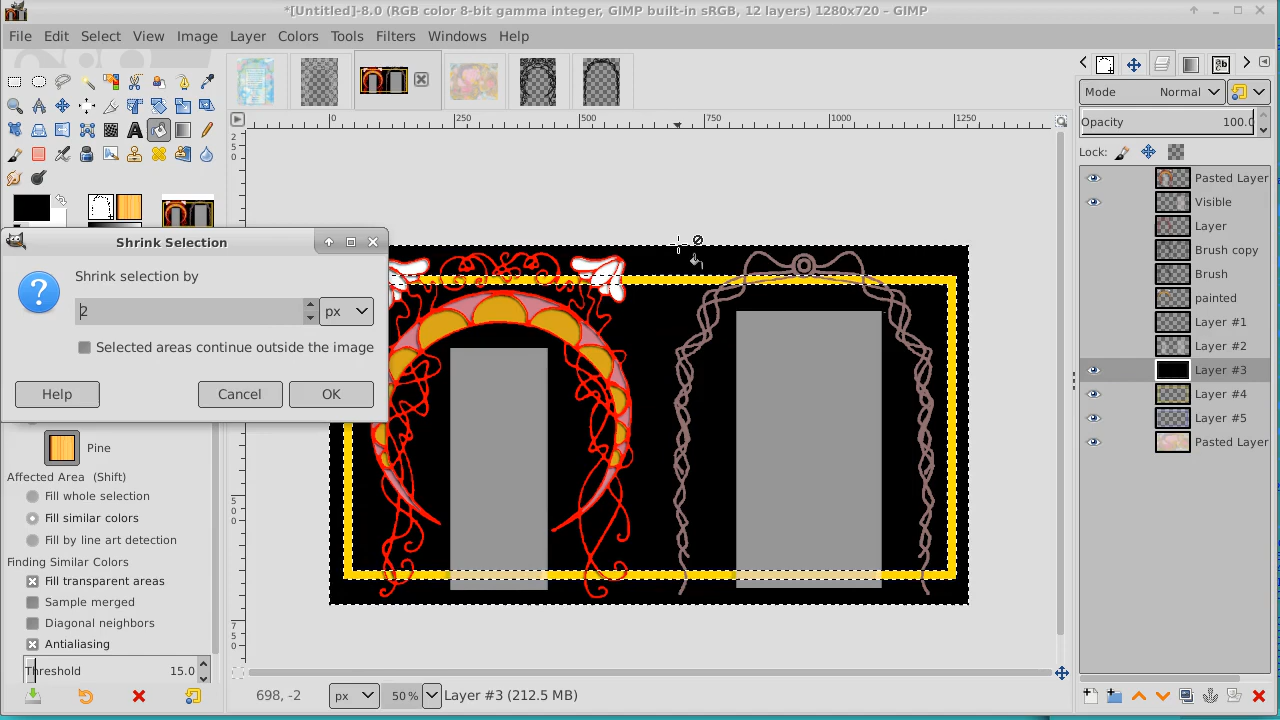 *[Untitled]-8.0 (RGB color 8-bit gamma integer, GIMP built-in sRGB, 12 layers) 1280x720 – GIMP
File Edit Select View Image Layer Colors Tools Filters Windows Help
Mode Normal
Opacity 100.0
Lock:
0 250 500 750 1000 1250
Pasted Layer
Visible
Layer
Brush copy
Brush
painted
Layer #1
Layer #2
Layer #3
Layer #4
Layer #5
Pasted Layer
Shrink Selection
Shrink selection by
2 px
Selected areas continue outside the image
Help Cancel OK
Pine
Affected Area (Shift)
Fill whole selection
Fill similar colors
Fill by line art detection
Finding Similar Colors
Fill transparent areas
Sample merged
Diagonal neighbors
Antialiasing
Threshold 15.0
698, -2 px 50 % Layer #3 (212.5 MB)